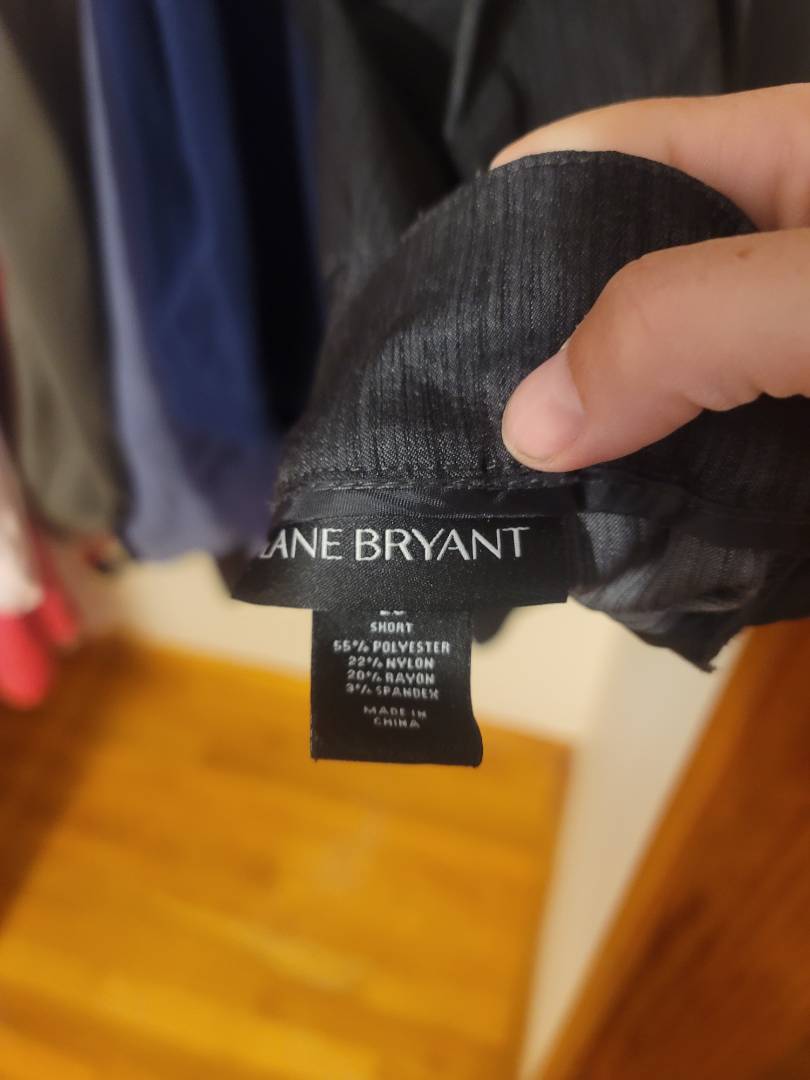 LANE BRYANT
SHORT
55% POLYESTER
22% NYLON
20% RAYON
3% SPANDEX
MADE IN
CHINA